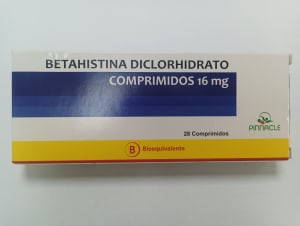 BETAHISTINA DICLORHIDRATO
COMPRIMIDOS 16 mg
28 Comprimidos
B Bioequivalente
PINNACLE